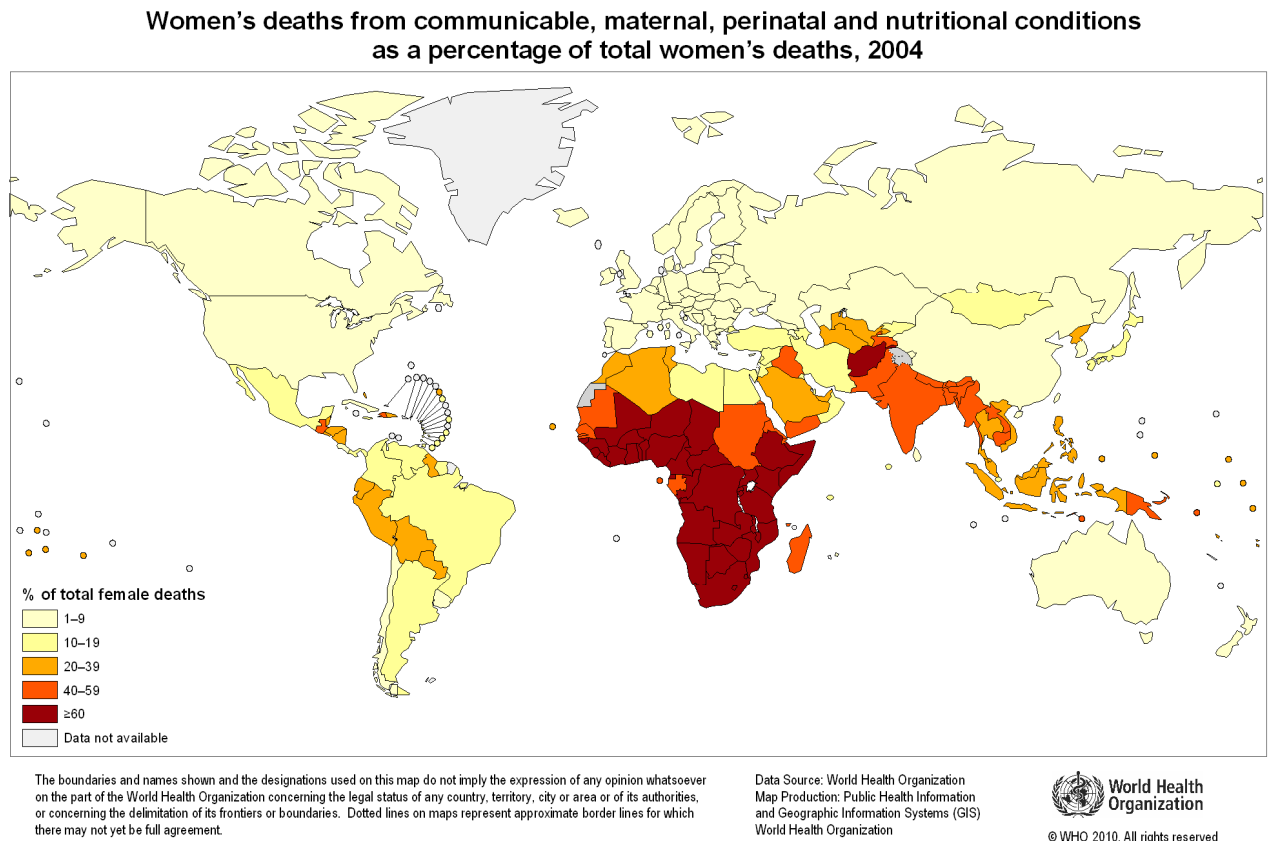 Women's deaths from communicable, maternal, perinatal and nutritional conditions
as a percentage of total women's deaths, 2004
% of total female deaths
1–9
10–19
20–39
40–59
≥60
Data not available
The boundaries and names shown and the designations used on this map do not imply the expression of any opinion whatsoever
on the part of the World Health Organization concerning the legal status of any country, territory, city or area or of its authorities,
or concerning the delimitation of its frontiers or boundaries. Dotted lines on maps represent approximate border lines for which
there may not yet be full agreement.
Data Source: World Health Organization
Map Production: Public Health Information
and Geographic Information Systems (GIS)
World Health Organization
World Health
Organization
© WHO 2010. All rights reserved